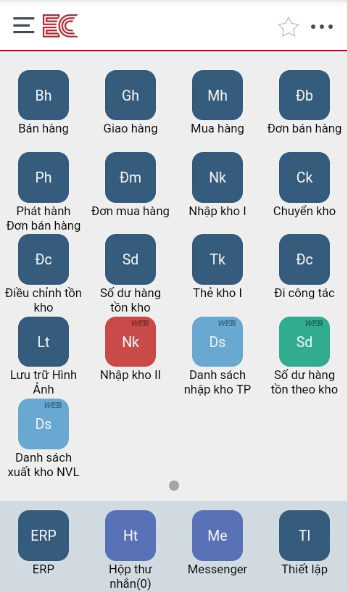 EC
Bh Gh Mh Đb
Bán hàng Giao hàng Mua hàng Đơn bán hàng
Ph Đm Nk Ck
Phát hành Đơn mua hàng Nhập kho I Chuyển kho
Đơn bán hàng
Đc Sd Tk Đc
Điều chỉnh tồn Số dư hàng Thẻ kho I Đi công tác
kho tồn kho
WEB WEB WEB
Lt Nk Ds Sd
Lưu trữ Hình Nhập kho II Danh sách Số dư hàng
Ảnh nhập kho TP tồn theo kho
WEB
Ds
Danh sách
xuất kho NVL
ERP Ht Me Tl
ERP Hộp thư Messenger Thiết lập
nhắn(0)